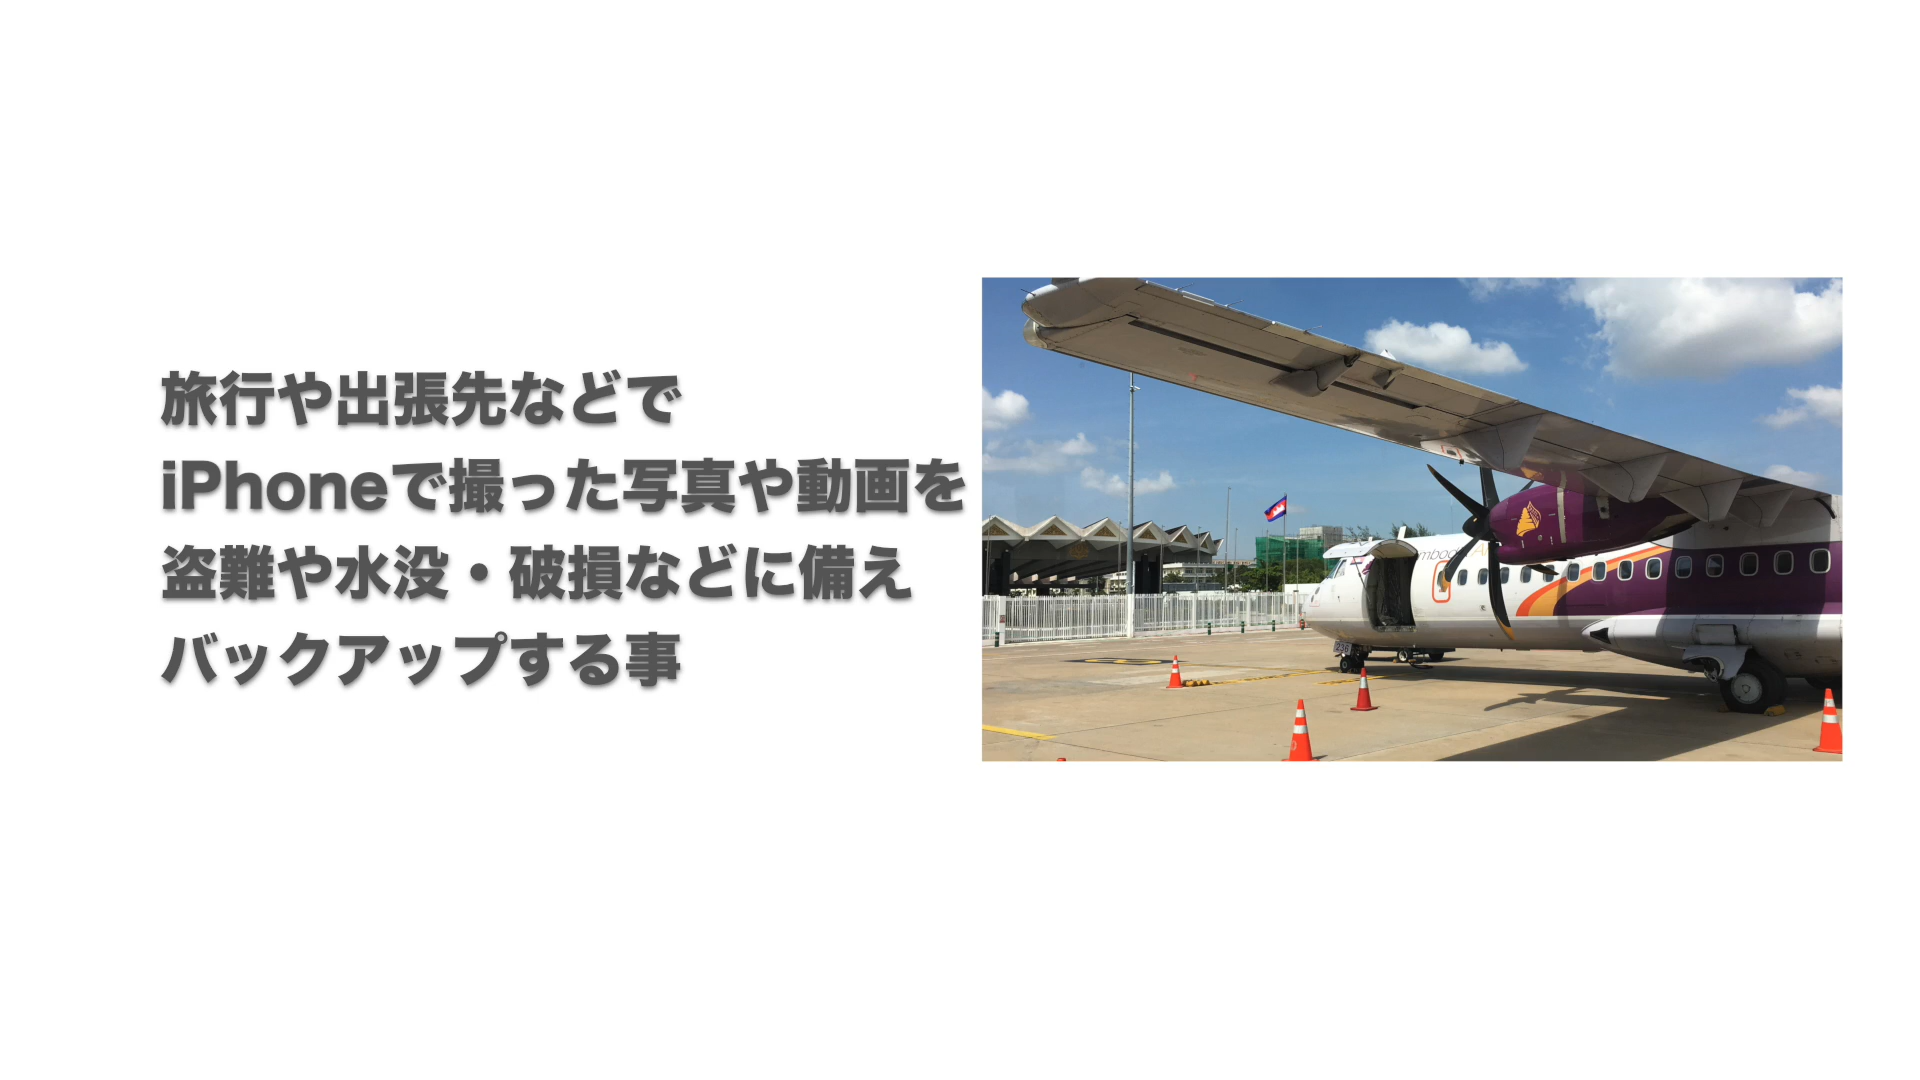 旅行や出張先などで
iPhoneで撮った写真や動画を
盗難や水没・破損などに備え
バックアップする事
236